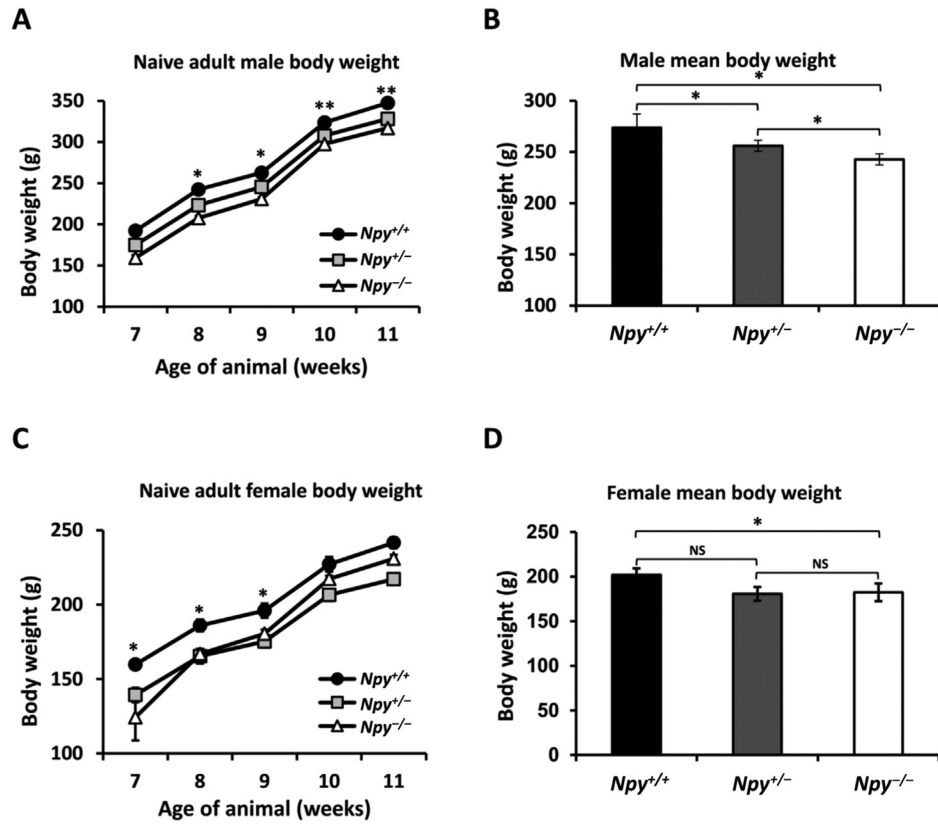 A
Naive adult male body weight
Body weight (g)
350
300
250
200
150
100
*
*
**
**
Npy+/+
Npy+/−
Npy−/−
7 8 9 10 11
Age of animal (weeks)
B
Male mean body weight
Body weight (g)
300
250
200
150
100
*
*
*
Npy+/+ Npy+/− Npy−/−
C
Naive adult female body weight
Body weight (g)
250
200
150
100
*
*
*
Npy+/+
Npy+/−
Npy−/−
7 8 9 10 11
Age of animal (weeks)
D
Female mean body weight
Body weight (g)
250
200
150
100
50
0
*
NS
NS
Npy+/+ Npy+/− Npy−/−